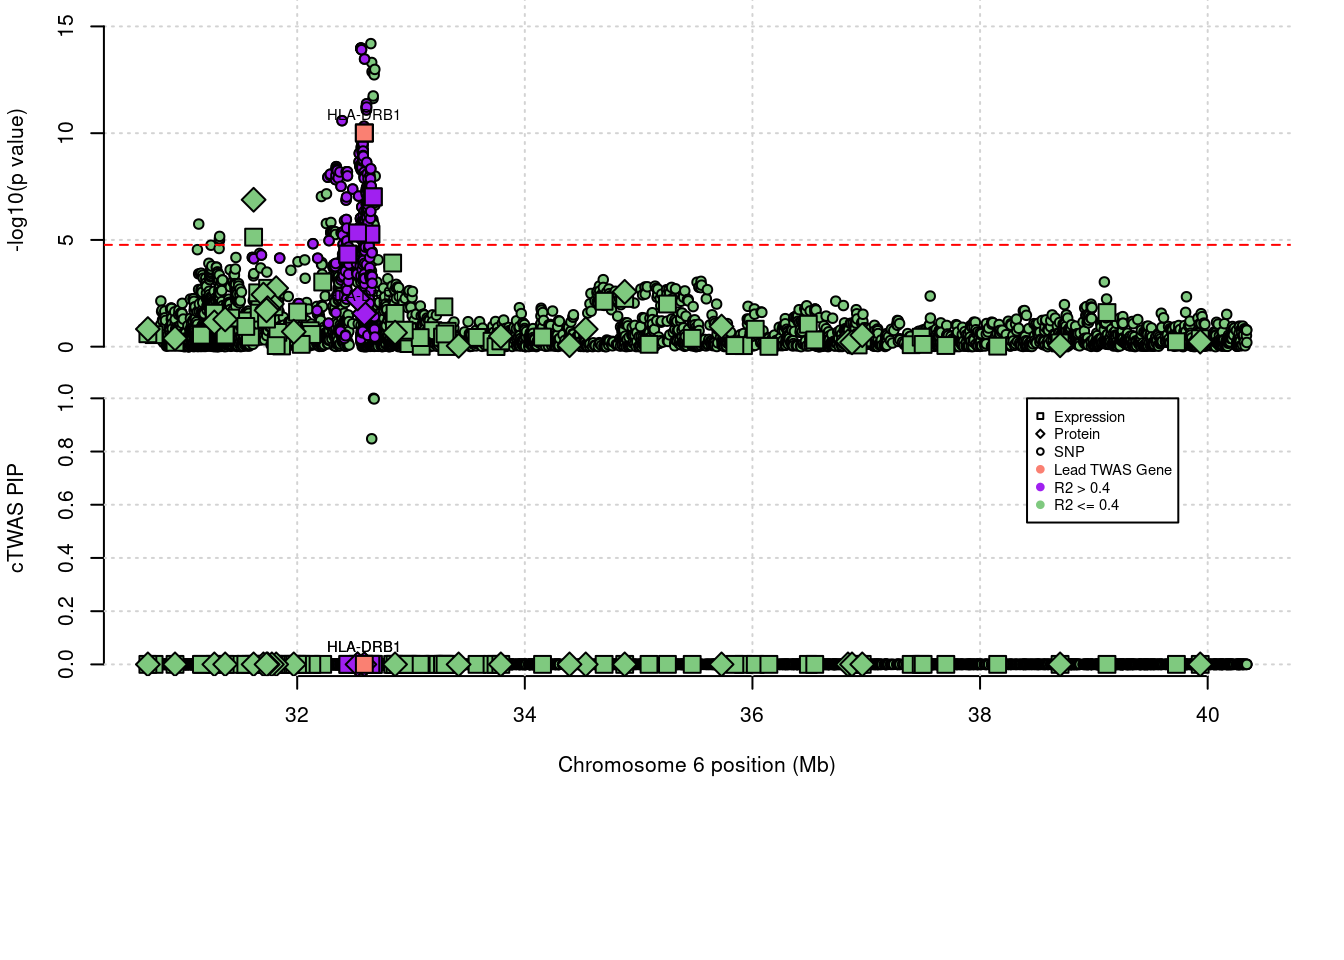 15
10
5
0
-log10(p value)
HLA-DRB1
1.0
0.8
0.6
0.4
0.2
0.0
cTWAS PIP
Expression
Protein
SNP
Lead TWAS Gene
R2 > 0.4
R2 <= 0.4
HLA-DRB1
32 34 36 38 40
Chromosome 6 position (Mb)